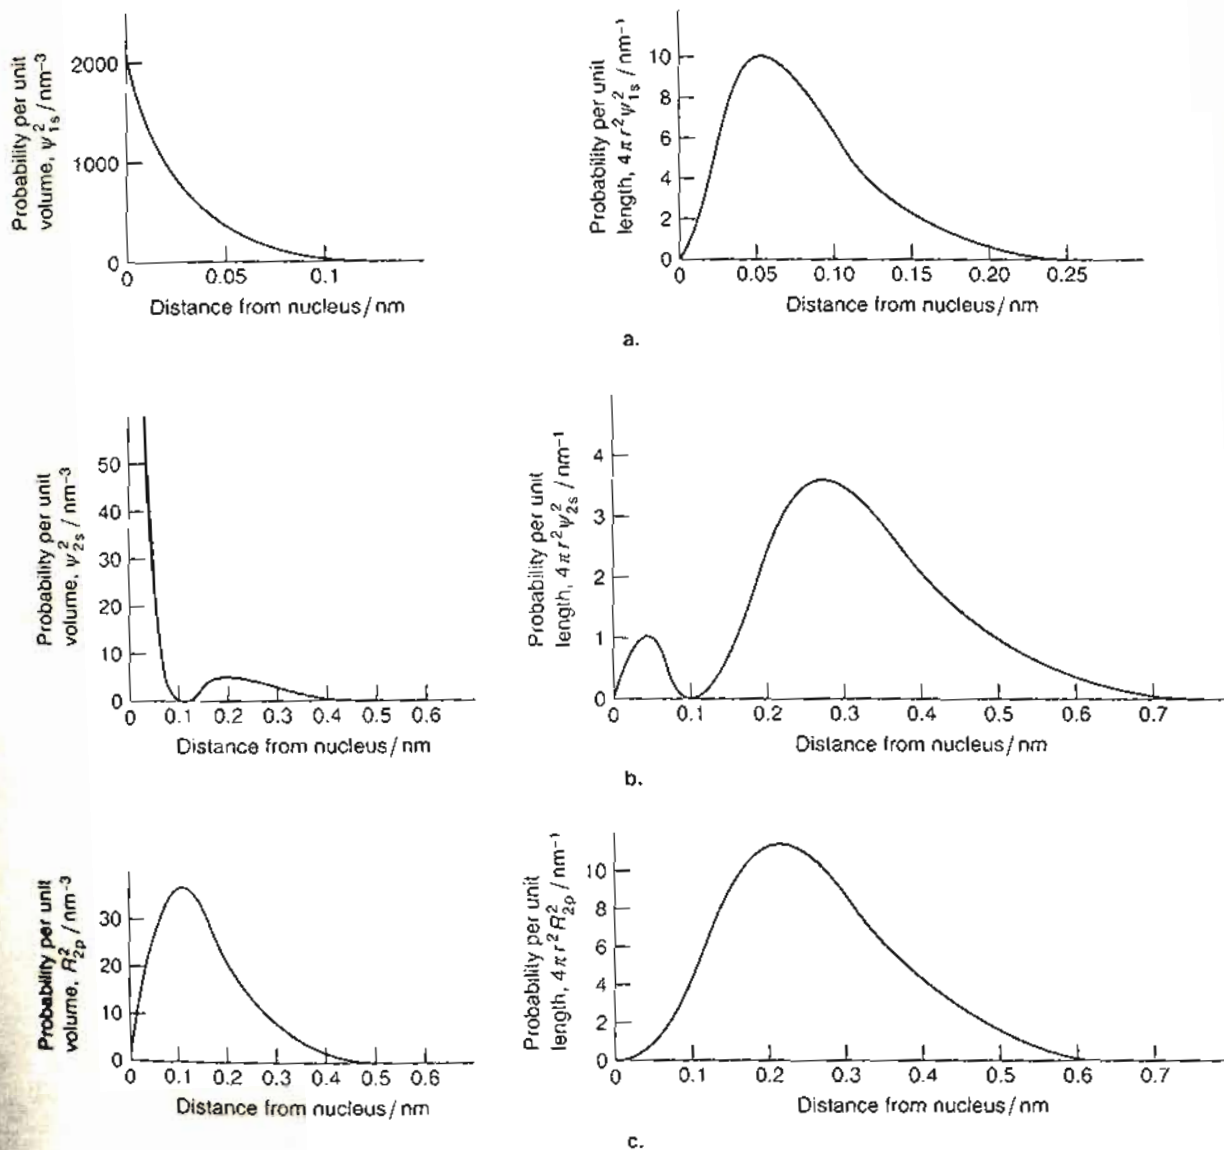 Probability per unit
volume, ψ²₁ₛ / nm⁻³
2000
1000
0
0 0.05 0.1
Distance from nucleus / nm
Probability per unit
length, 4πr²ψ²₁ₛ / nm⁻¹
10
8
6
4
2
0
0 0.05 0.10 0.15 0.20 0.25
Distance from nucleus / nm
a.
Probability per unit
volume, ψ²₂ₛ / nm⁻³
50
40
30
20
10
0
0 0.1 0.2 0.3 0.4 0.5 0.6
Distance from nucleus / nm
Probability per unit
length, 4πr²ψ²₂ₛ / nm⁻¹
4
3
2
1
0
0 0.1 0.2 0.3 0.4 0.5 0.6 0.7
Distance from nucleus / nm
b.
Probability per unit
volume, R²₂ₚ / nm⁻³
30
20
10
0
0 0.1 0.2 0.3 0.4 0.5 0.6
Distance from nucleus / nm
Probability per unit
length, 4πr²R²₂ₚ / nm⁻¹
10
8
6
4
2
0
0 0.1 0.2 0.3 0.4 0.5 0.6 0.7
Distance from nucleus / nm
c.